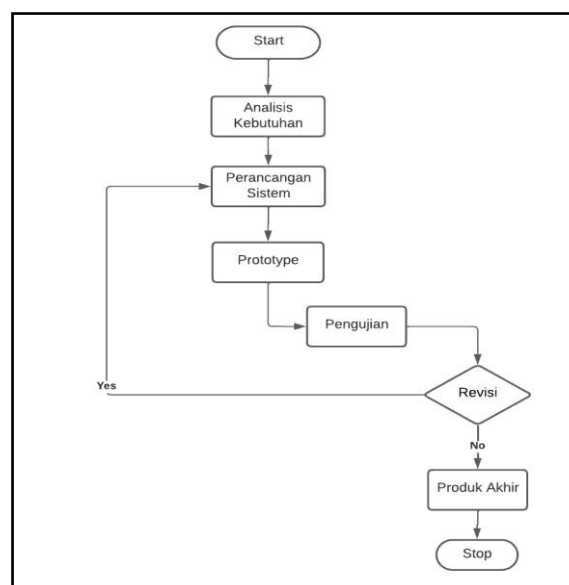 Start
Analisis
Kebutuhan
Perancangan
Sistem
Prototype
Pengujian
Yes
Revisi
No
Produk Akhir
Stop